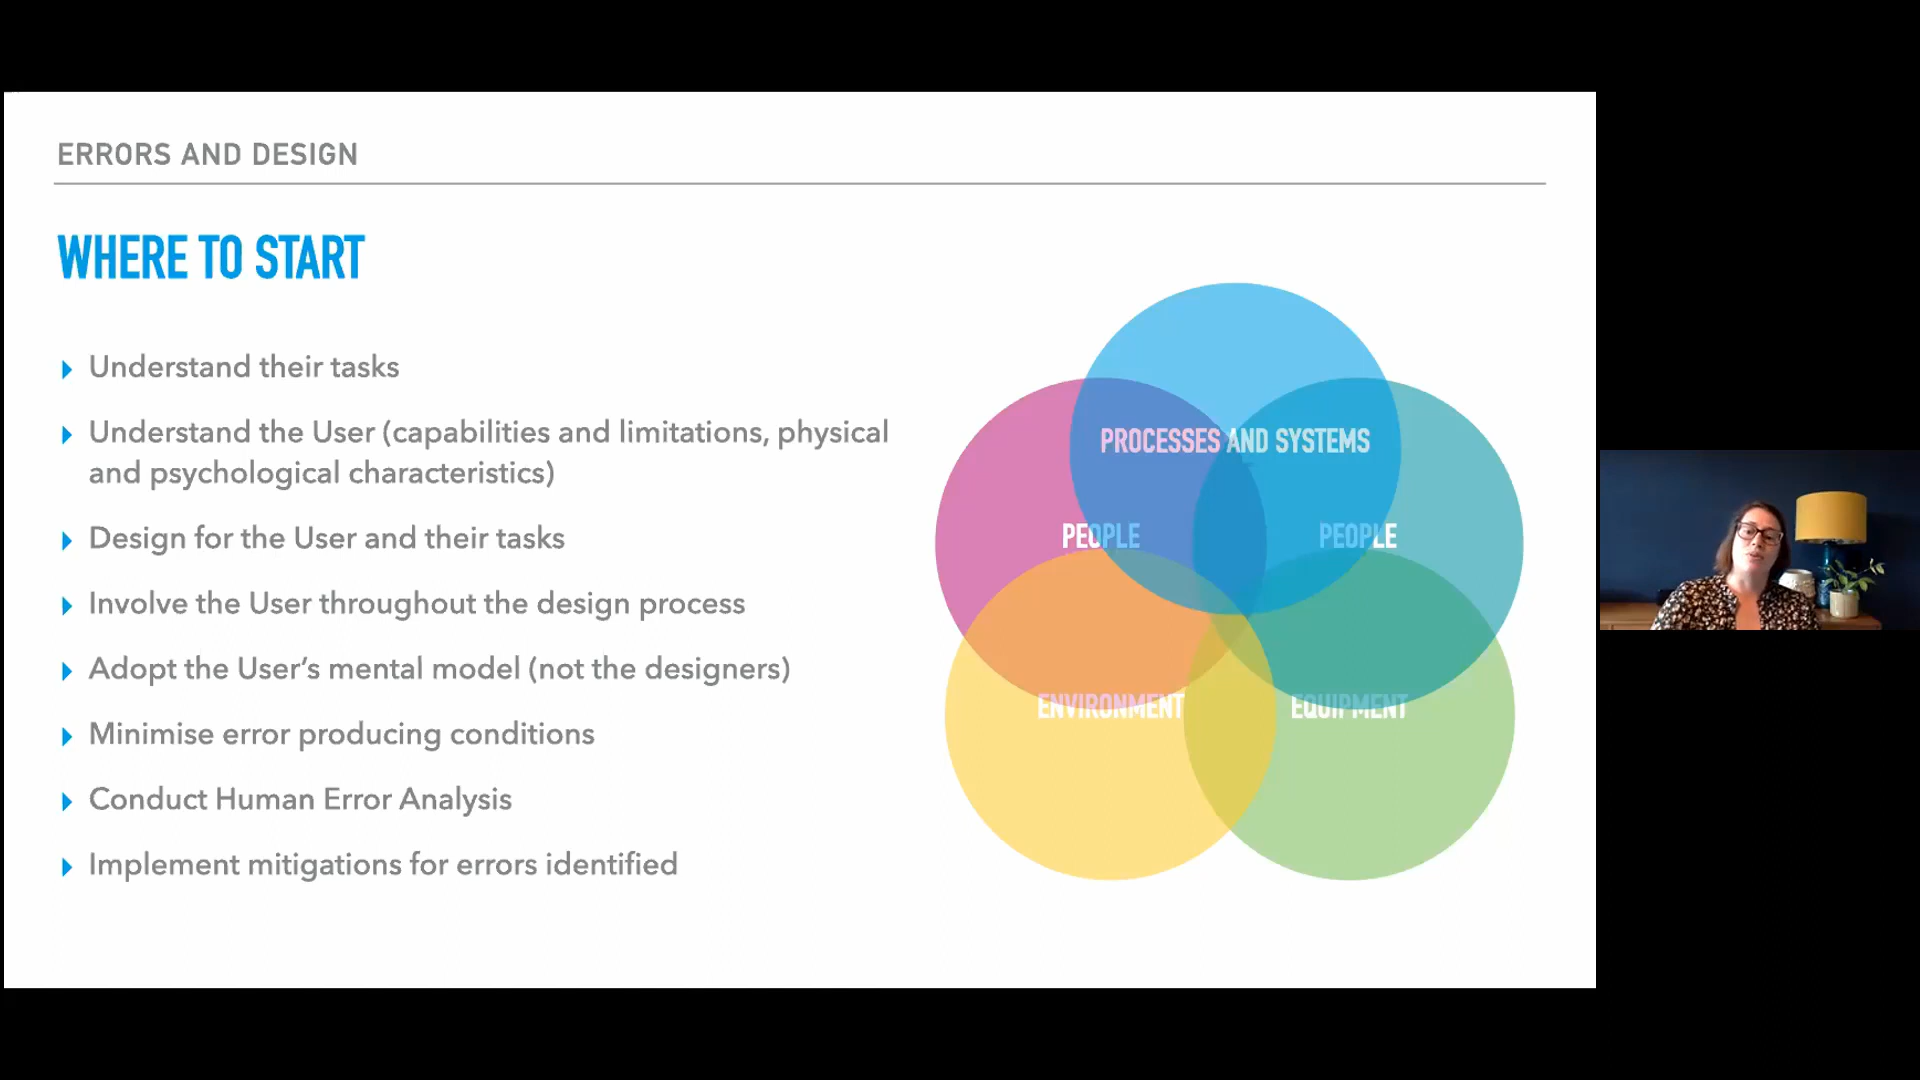 ERRORS AND DESIGN
WHERE TO START
Understand their tasks
Understand the User (capabilities and limitations, physical
and psychological characteristics)
Design for the User and their tasks
Involve the User throughout the design process
Adopt the User's mental model (not the designers)
Minimise error producing conditions
Conduct Human Error Analysis
Implement mitigations for errors identified
PROCESSES AND SYSTEMS
PEOPLE
PEOPLE
ENVIRONMENT
EQUIPMENT